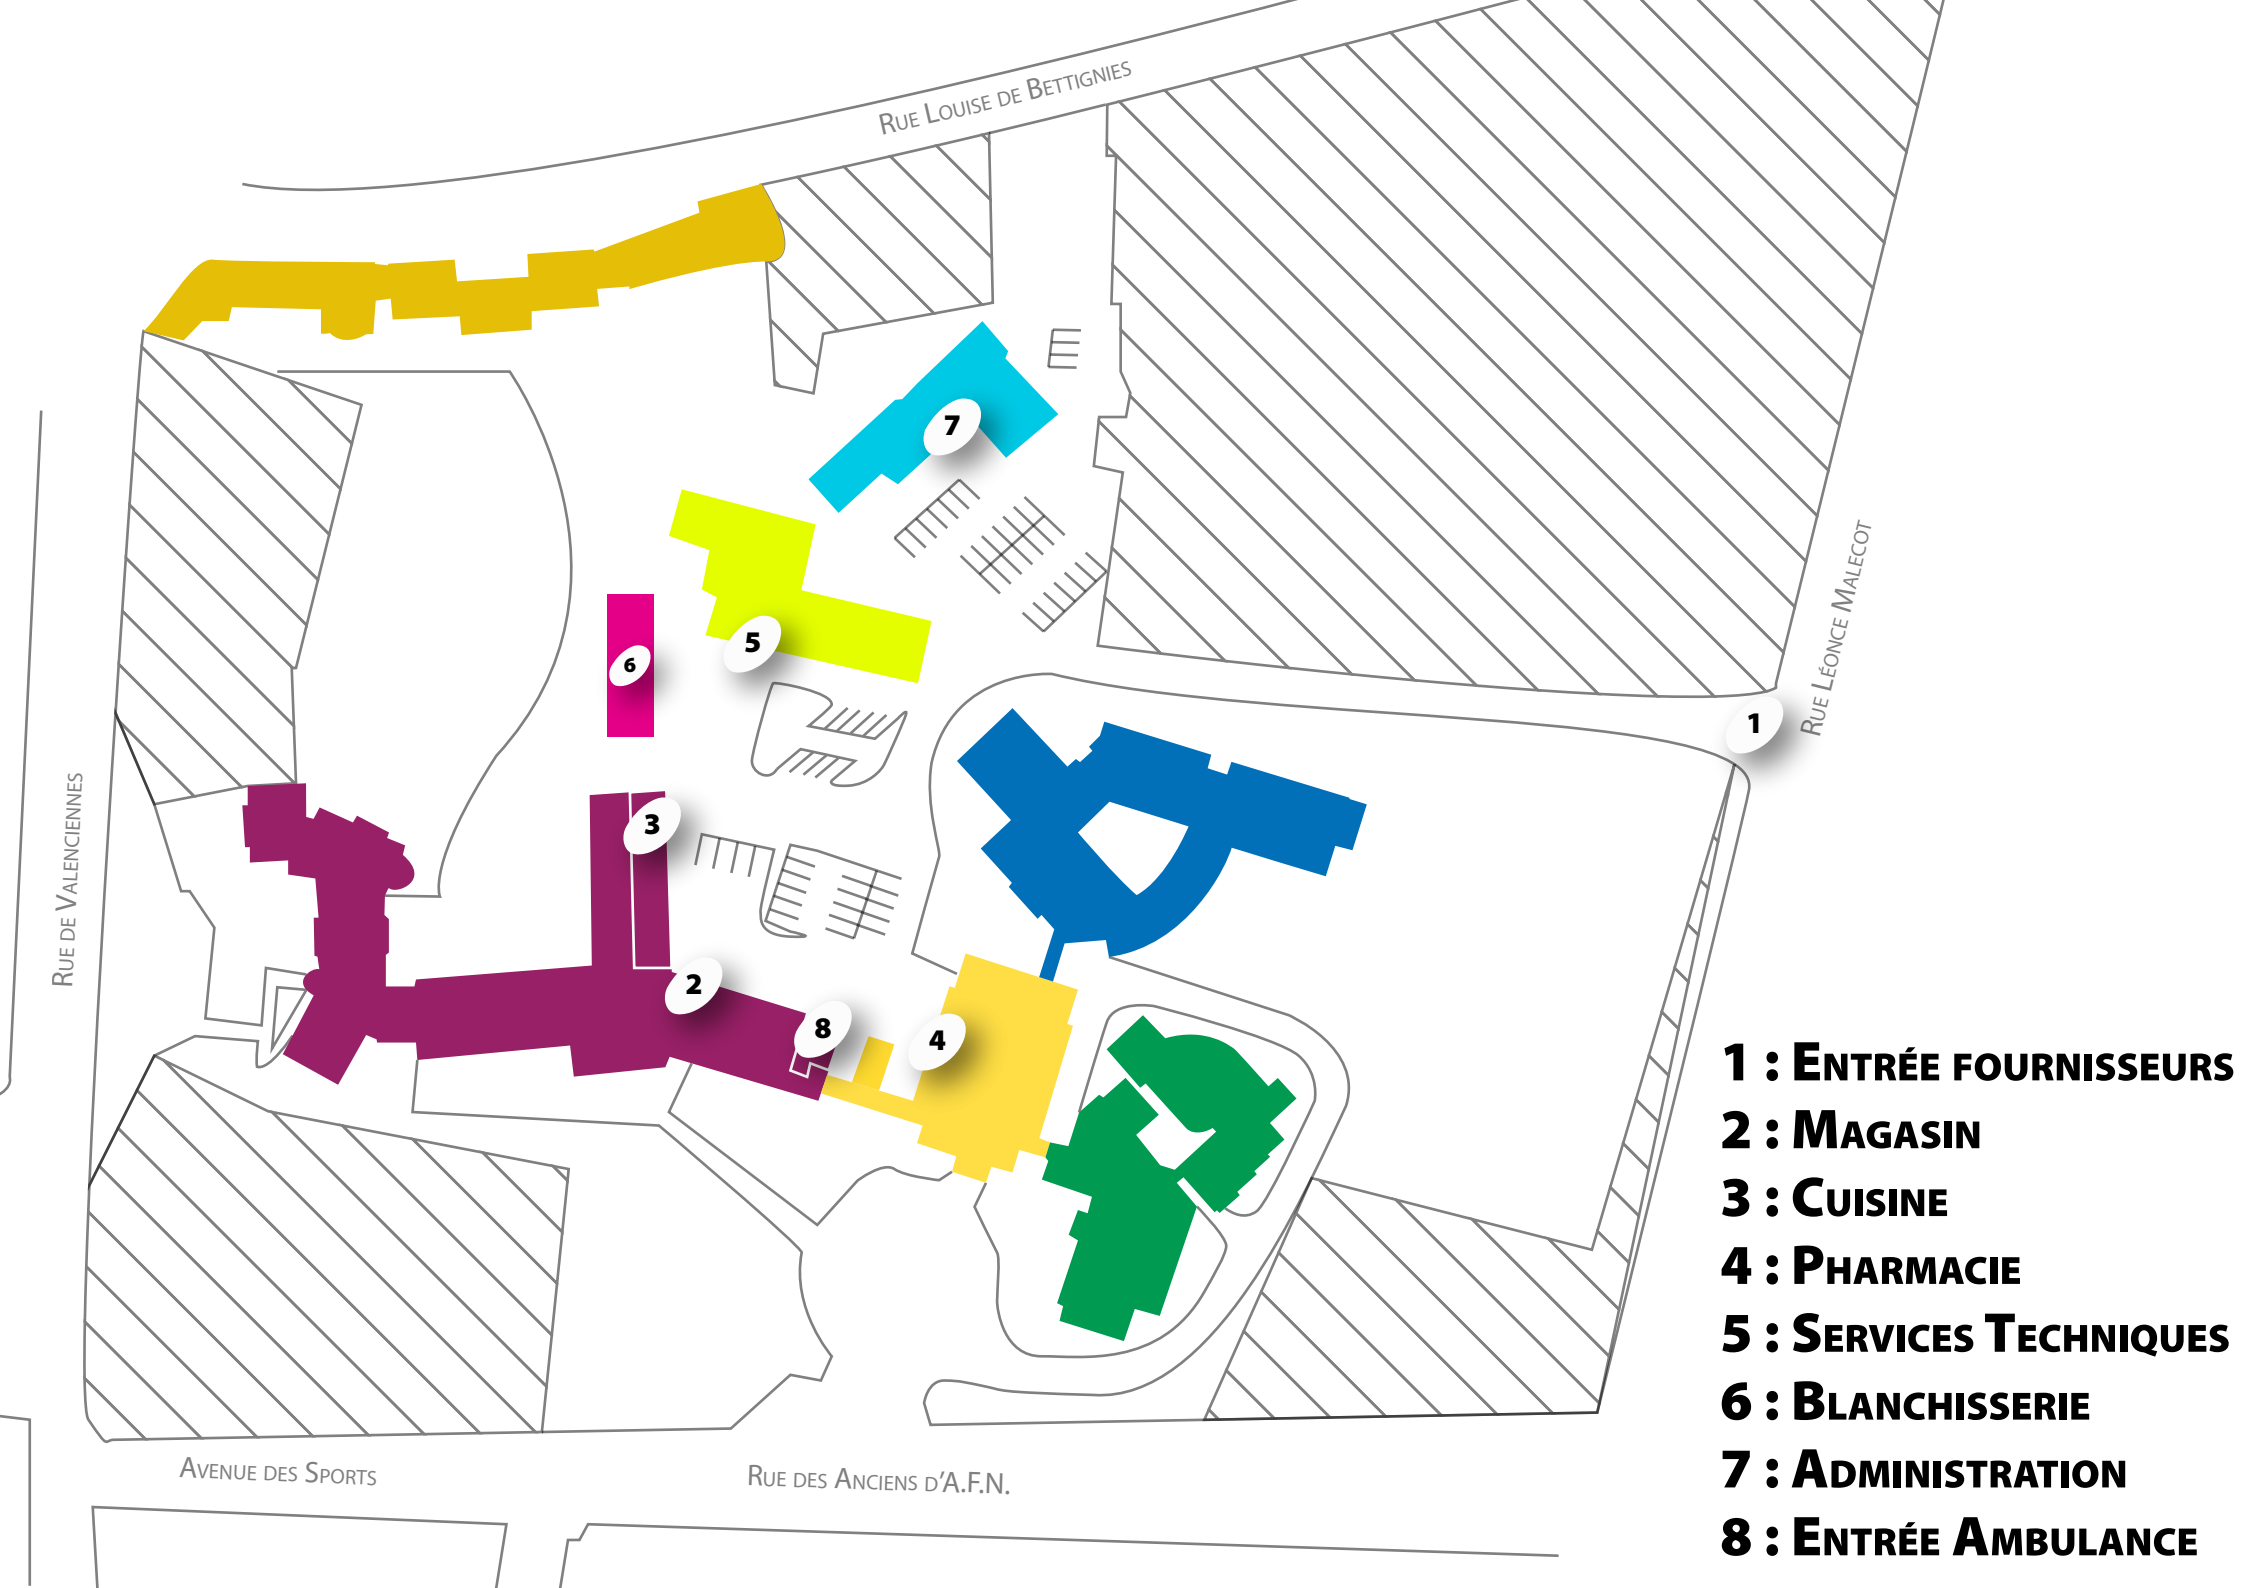 Rue Louise de Bettignies
7
Rue Léonce Malecot
5
6
1
Rue de Valenciennes
3
2
8
4
1 : Entrée fournisseurs
2 : Magasin
3 : Cuisine
4 : Pharmacie
5 : Services Techniques
6 : Blanchisserie
7 : Administration
8 : Entrée Ambulance
Avenue des Sports
Rue des Anciens d'A.F.N.